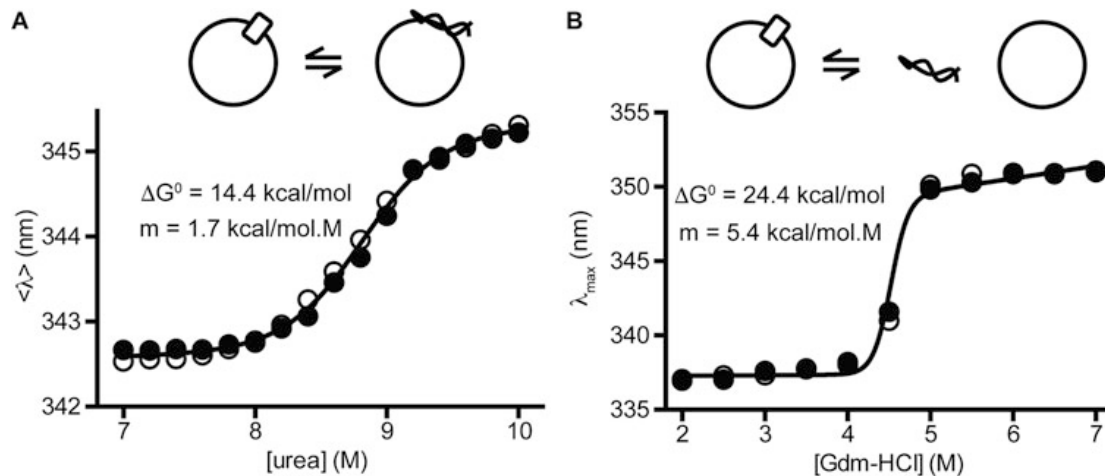 A
345
344
343
342
<λ> (nm)
ΔG⁰ = 14.4 kcal/mol
m = 1.7 kcal/mol.M
7 8 9 10
[urea] (M)
B
355
350
345
340
335
λmax (nm)
ΔG⁰ = 24.4 kcal/mol
m = 5.4 kcal/mol.M
2 3 4 5 6 7
[Gdm-HCl] (M)